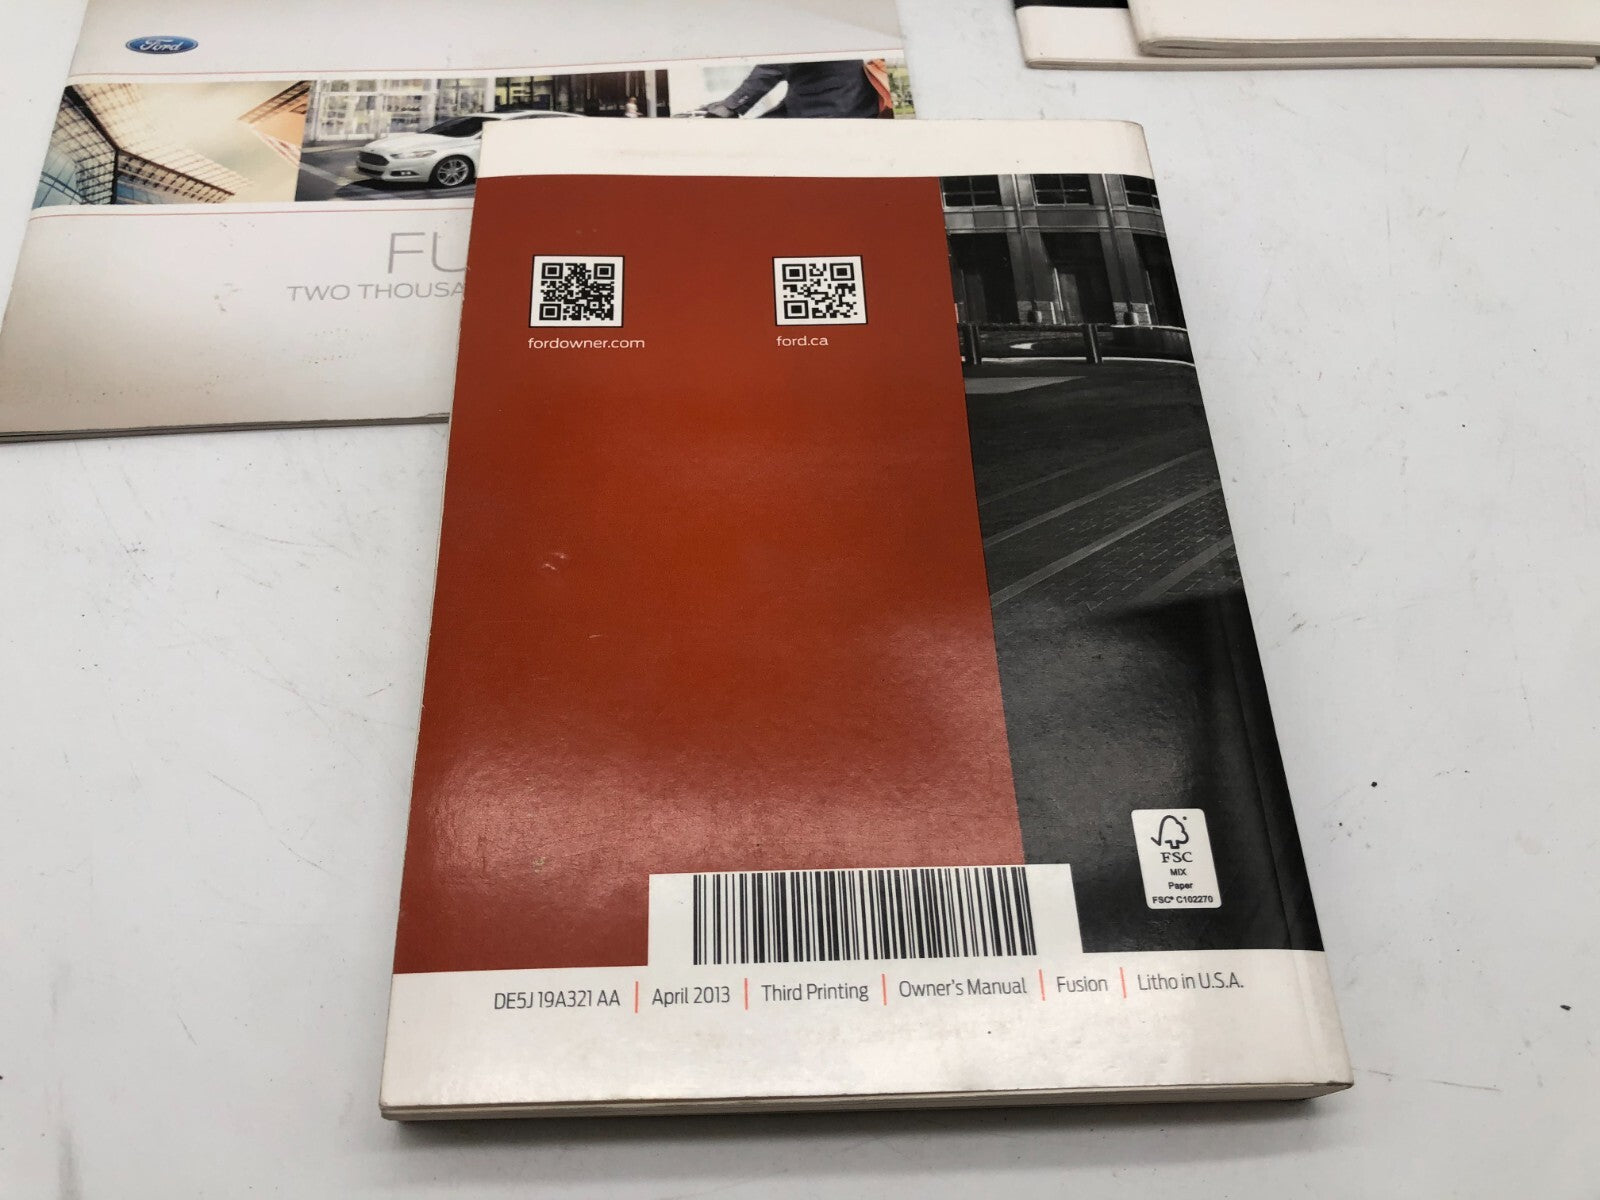 Ford
FU
TWO THOUSA
fordowner.com
ford.ca
FSC
MIX
Paper
FSC® C102270
DE5J 19A321 AA | April 2013 | Third Printing | Owner's Manual | Fusion | Litho in U.S.A.